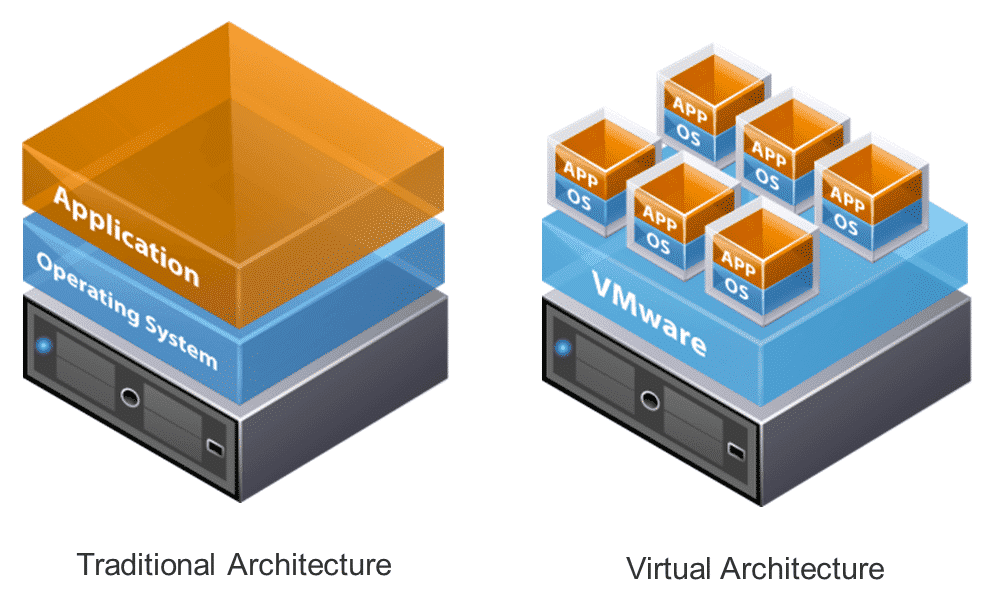 Application
Operating System
Traditional Architecture
APP
OS
APP
OS
APP
OS
APP
OS
APP
OS
APP
OS
VMware
Virtual Architecture